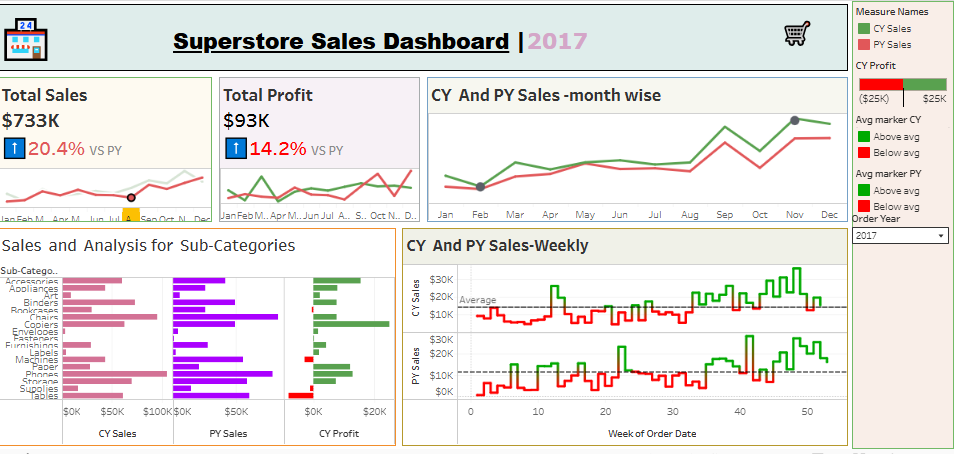 24
Superstore Sales Dashboard | 2017
Total Sales
$733K
↑ 20.4% VS PY
Jan Feb M... Apr M... Jun Jul A... Sep Oct N... Dec
Total Profit
$93K
↑ 14.2% VS PY
Jan Feb M... A... M... Jun Jul A... S... Oct N... D...
CY And PY Sales -month wise
Jan Feb Mar Apr May Jun Jul Aug Sep Oct Nov Dec
Sales and Analysis for Sub-Categories
Sub-Catego..
Accessories
Appliances
Art
Binders
Bookcases
Chairs
Copiers
Envelopes
Fasteners
Furnishings
Labels
Machines
Paper
Phones
Storage
Supplies
Tables
$0K $50K $100K $0K $50K $0K $20K
CY Sales PY Sales CY Profit
CY And PY Sales-Weekly
CY Sales
$30K
$20K
$10K
Average
PY Sales
$30K
$20K
$10K
$0K
0 10 20 30 40 50
Week of Order Date
Measure Names
CY Sales
PY Sales
CY Profit
($25K) $25K
Avg marker CY
Above avg
Below avg
Avg marker PY
Above avg
Below avg
Order Year
2017